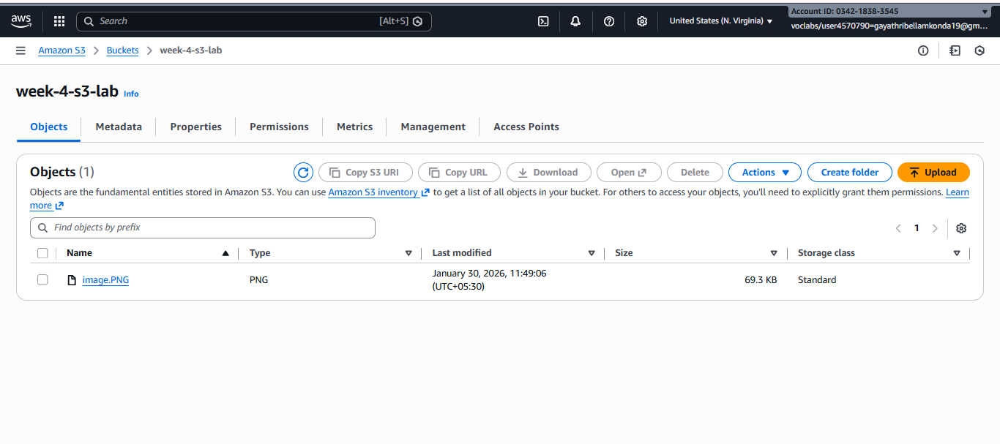 aws
Search [Alt+S] United States (N. Virginia) Account ID: 0342-1838-3545
voclabs/user4570790=gayathribellamkonda19@gm...
Amazon S3 Buckets week-4-s3-lab
week-4-s3-lab Info
Objects Metadata Properties Permissions Metrics Management Access Points
Objects (1) Copy S3 URI Copy URL Download Open Delete Actions Create folder Upload
Objects are the fundamental entities stored in Amazon S3. You can use Amazon S3 inventory to get a list of all objects in your bucket. For others to access your objects, you'll need to explicitly grant them permissions. Learn
more
Find objects by prefix 1
Name Type Last modified Size Storage class
image.PNG PNG January 30, 2026, 11:49:06 69.3 KB Standard
(UTC+05:30)